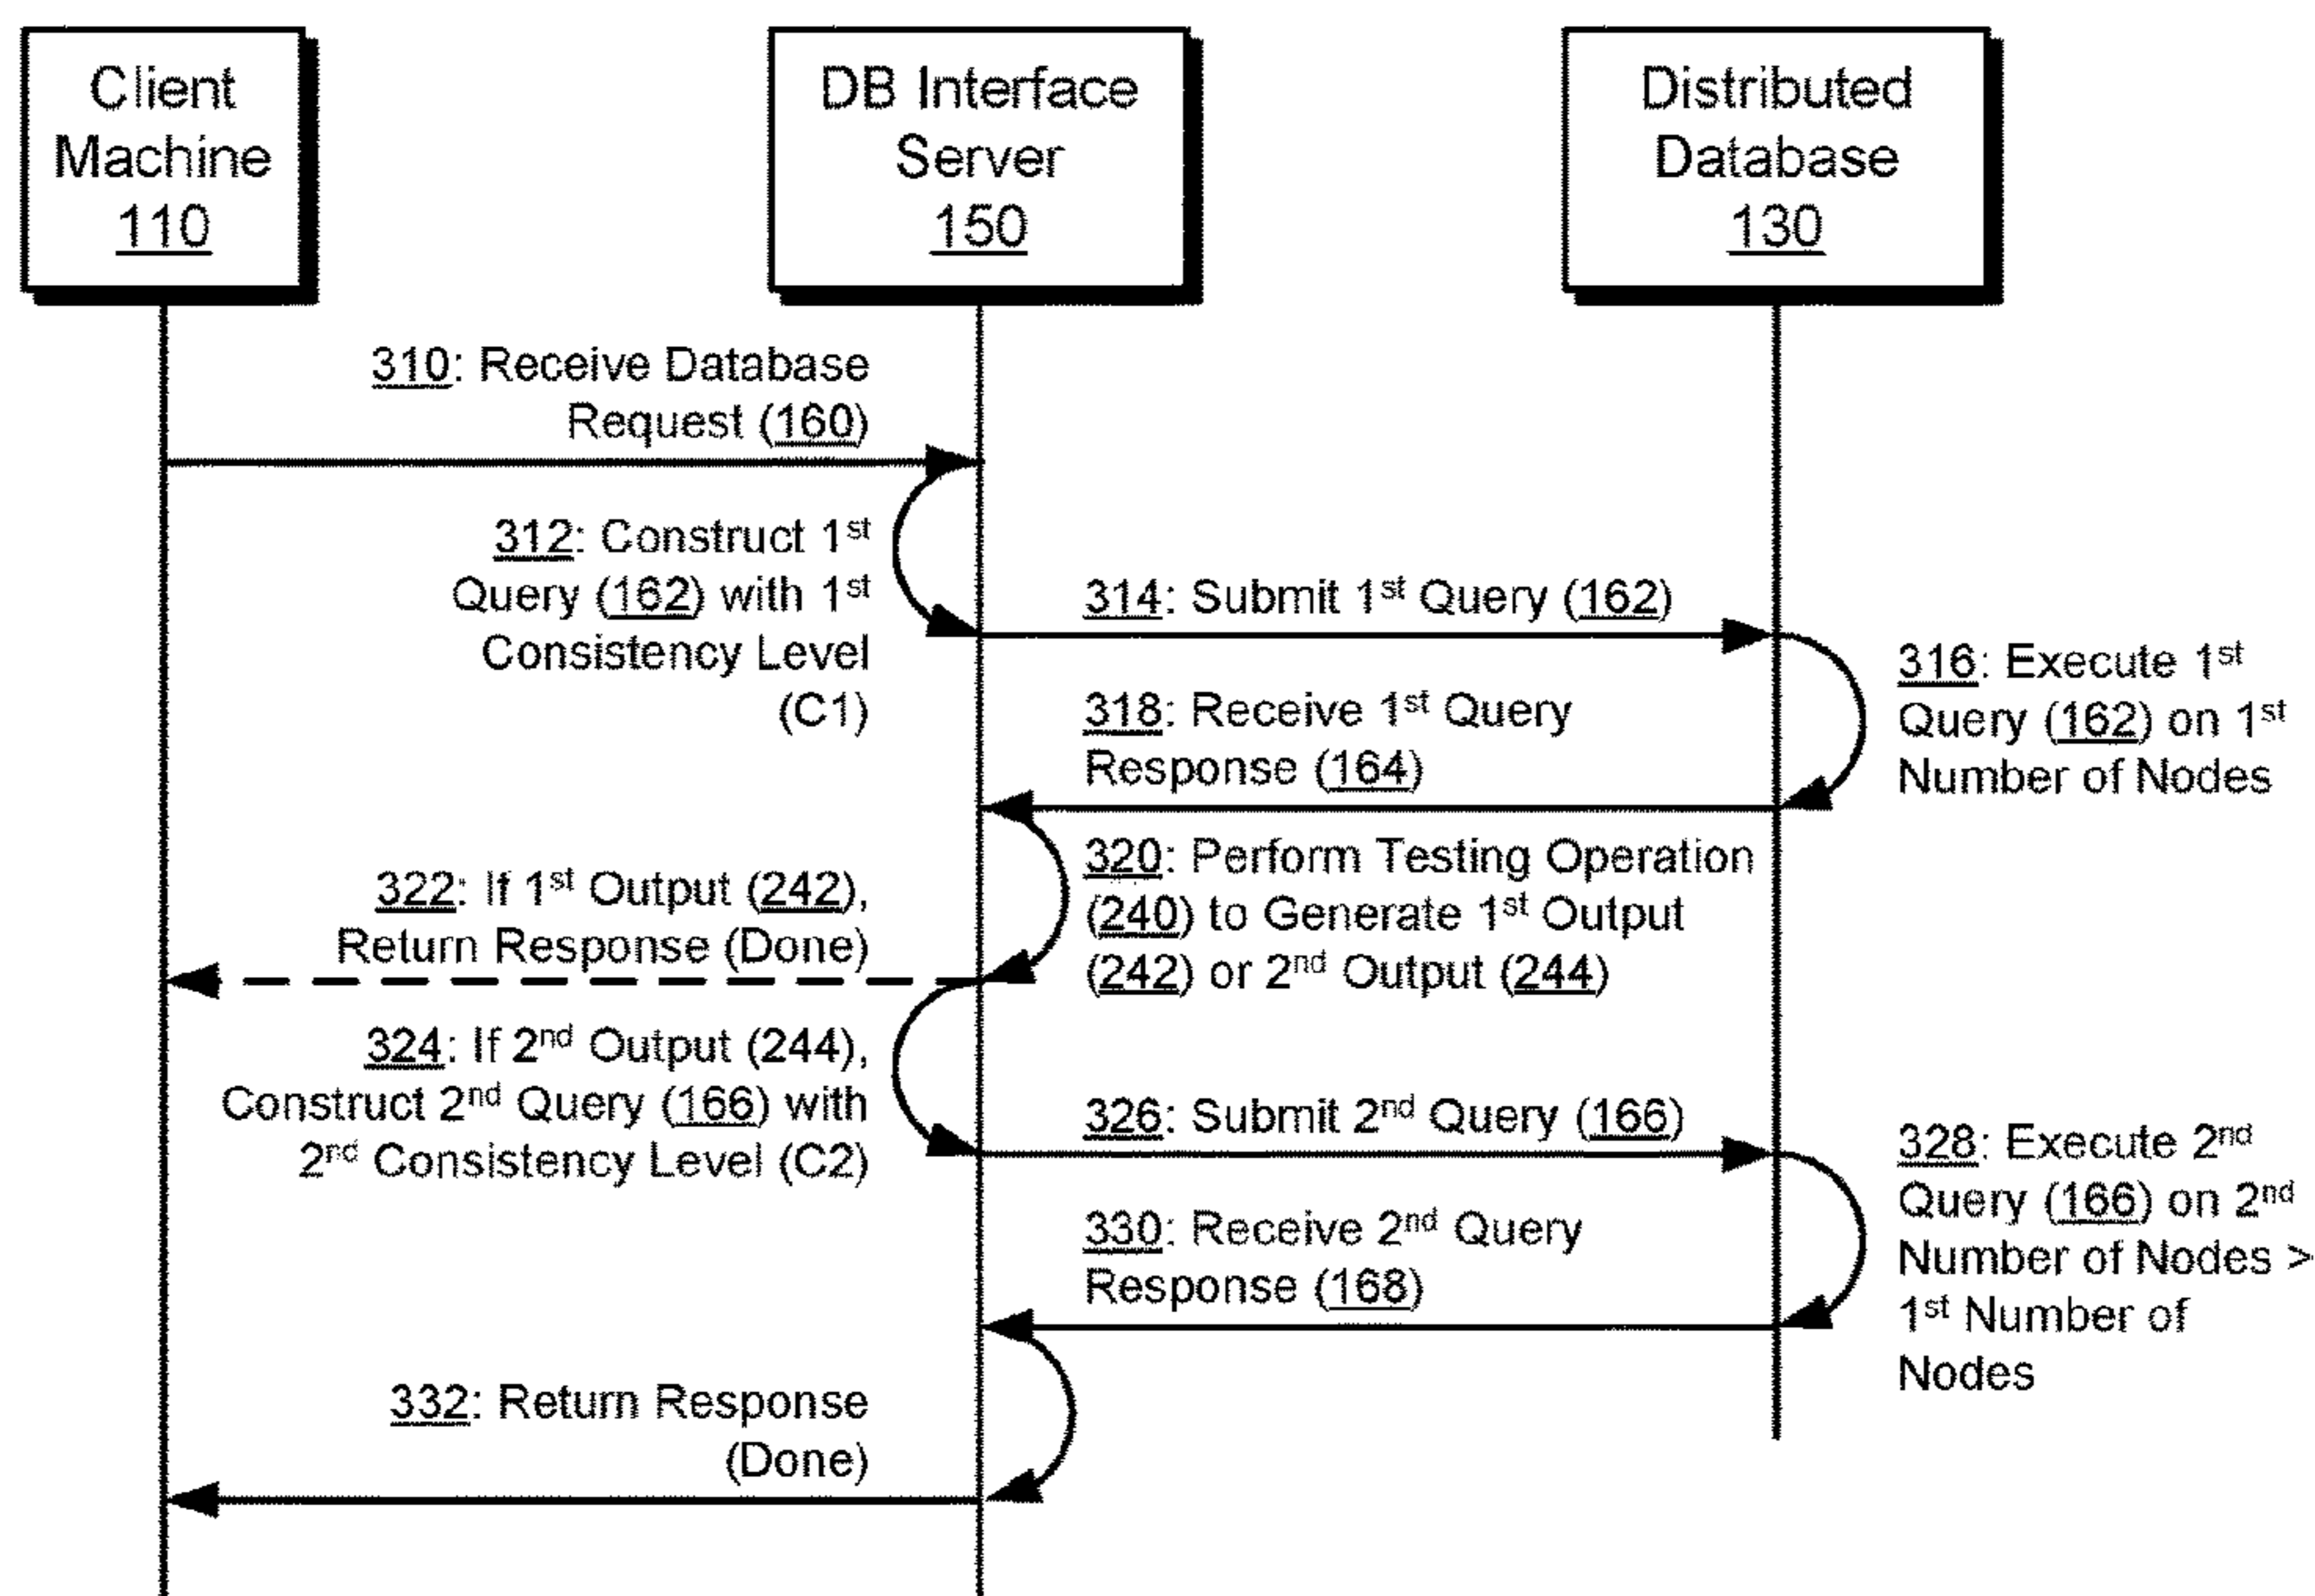 Client
Machine
110
DB Interface
Server
150
Distributed
Database
130
310: Receive Database
Request (160)
312: Construct 1st
Query (162) with 1st
Consistency Level
(C1)
314: Submit 1st Query (162)
316: Execute 1st
Query (162) on 1st
Number of Nodes
318: Receive 1st Query
Response (164)
320: Perform Testing Operation
(240) to Generate 1st Output
(242) or 2nd Output (244)
322: If 1st Output (242),
Return Response (Done)
324: If 2nd Output (244),
Construct 2nd Query (166) with
2nd Consistency Level (C2)
326: Submit 2nd Query (166)
328: Execute 2nd
Query (166) on 2nd
Number of Nodes >
1st Number of
Nodes
330: Receive 2nd Query
Response (168)
332: Return Response
(Done)